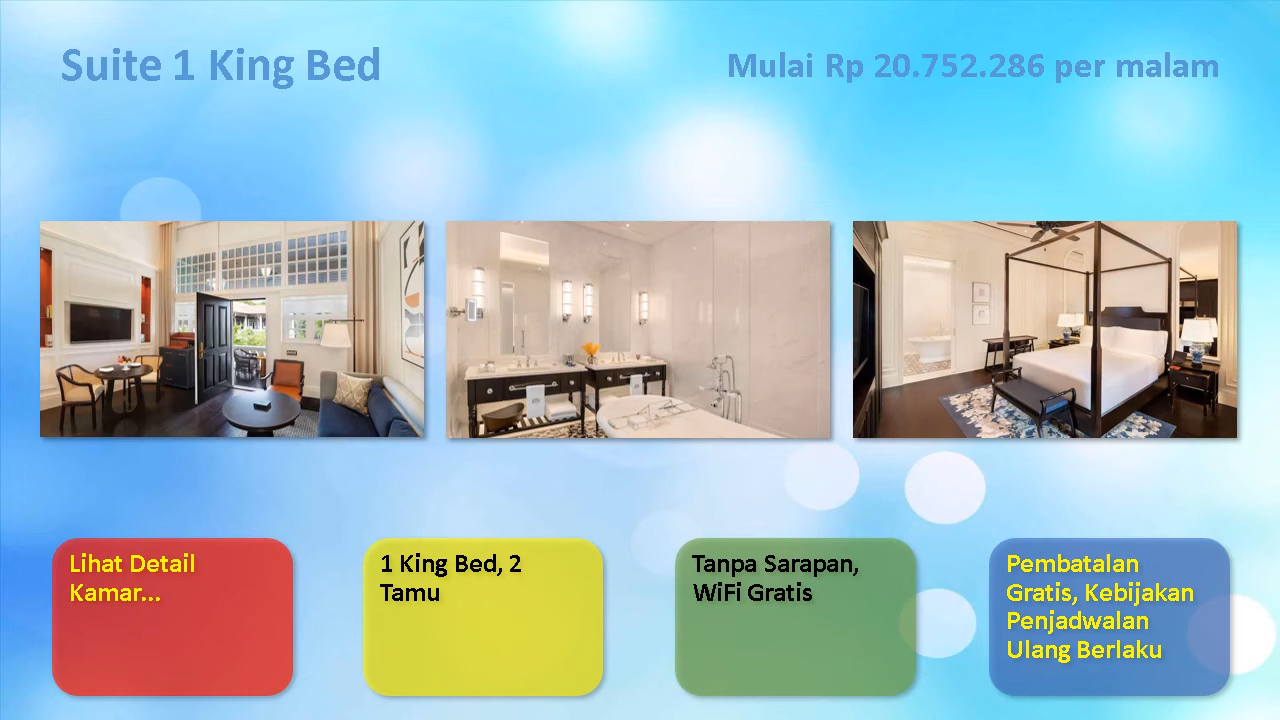 Suite 1 King Bed
Mulai Rp 20.752.286 per malam
Lihat Detail
Kamar...
1 King Bed, 2
Tamu
Tanpa Sarapan,
WiFi Gratis
Pembatalan
Gratis, Kebijakan
Penjadwalan
Ulang Berlaku